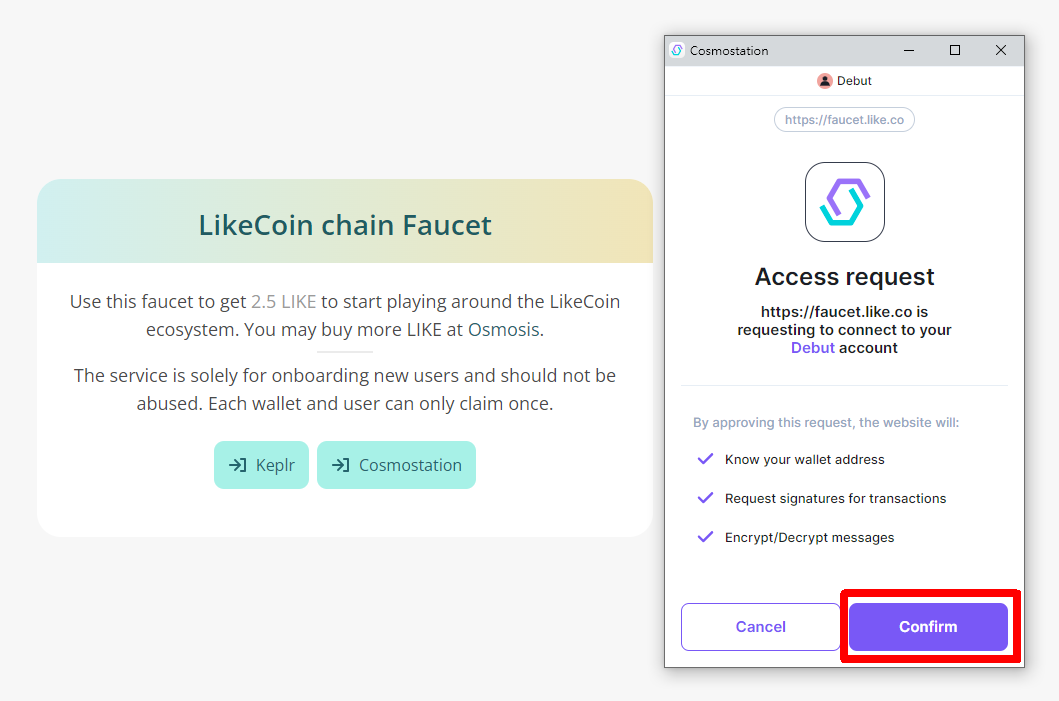 LikeCoin chain Faucet
Use this faucet to get 2.5 LIKE to start playing around the LikeCoin
ecosystem. You may buy more LIKE at Osmosis.
The service is solely for onboarding new users and should not be
abused. Each wallet and user can only claim once.
Keplr
Cosmostation
Cosmostation
Debut
https://faucet.like.co
Access request
https://faucet.like.co is
requesting to connect to your
Debut account
By approving this request, the website will:
Know your wallet address
Request signatures for transactions
Encrypt/Decrypt messages
Cancel
Confirm